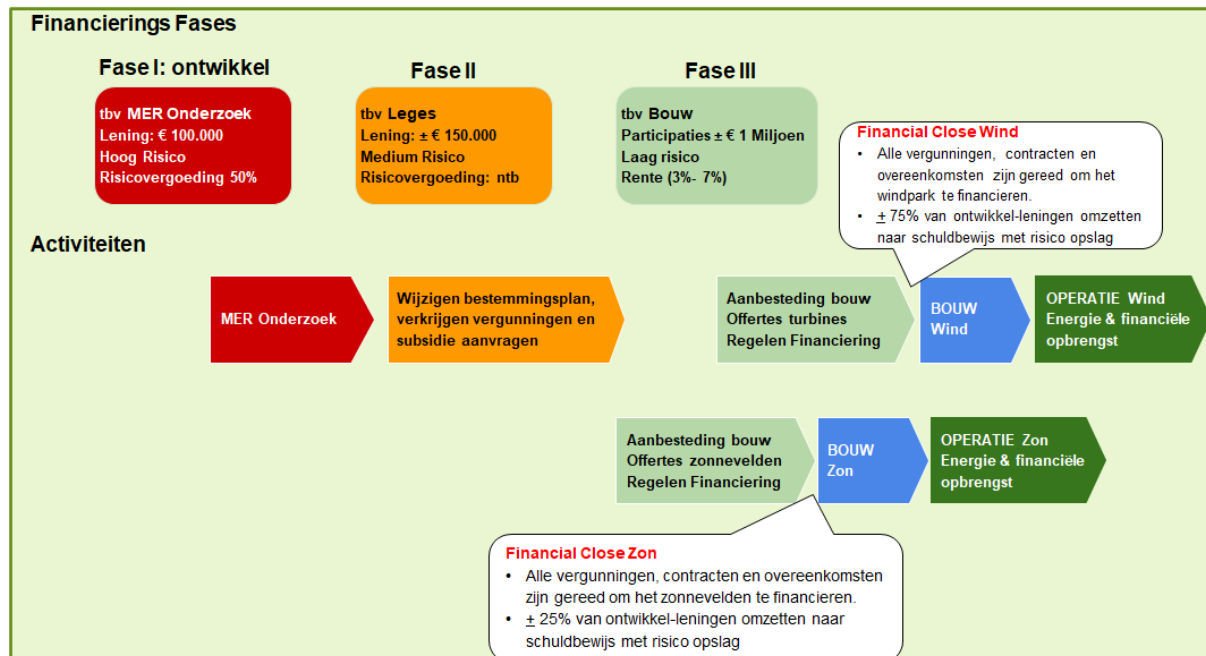 Financierings Fases
Fase I: ontwikkel
Fase II
Fase III
tbv MER Onderzoek
Lening: € 100.000
Hoog Risico
Risicovergoeding 50%
tbv Leges
Lening: ± € 150.000
Medium Risico
Risicovergoeding: ntb
tbv Bouw
Participaties ± € 1 Miljoen
Laag risico
Rente (3%- 7%)
Financial Close Wind
• Alle vergunningen, contracten en
overeenkomsten zijn gereed om het
windpark te financieren.
• ± 75% van ontwikkel-leningen omzetten
naar schuldbewijs met risico opslag
Activiteiten
MER Onderzoek
Wijzigen bestemmingsplan,
verkrijgen vergunningen en
subsidie aanvragen
Aanbesteding bouw
Offertes turbines
Regelen Financiering
BOUW
Wind
OPERATIE Wind
Energie & financiële
opbrengst
Aanbesteding bouw
Offertes zonnevelden
Regelen Financiering
BOUW
Zon
OPERATIE Zon
Energie & financiële
opbrengst
Financial Close Zon
• Alle vergunningen, contracten en overeenkomsten
zijn gereed om het zonnevelden te financieren.
• ± 25% van ontwikkel-leningen omzetten naar
schuldbewijs met risico opslag